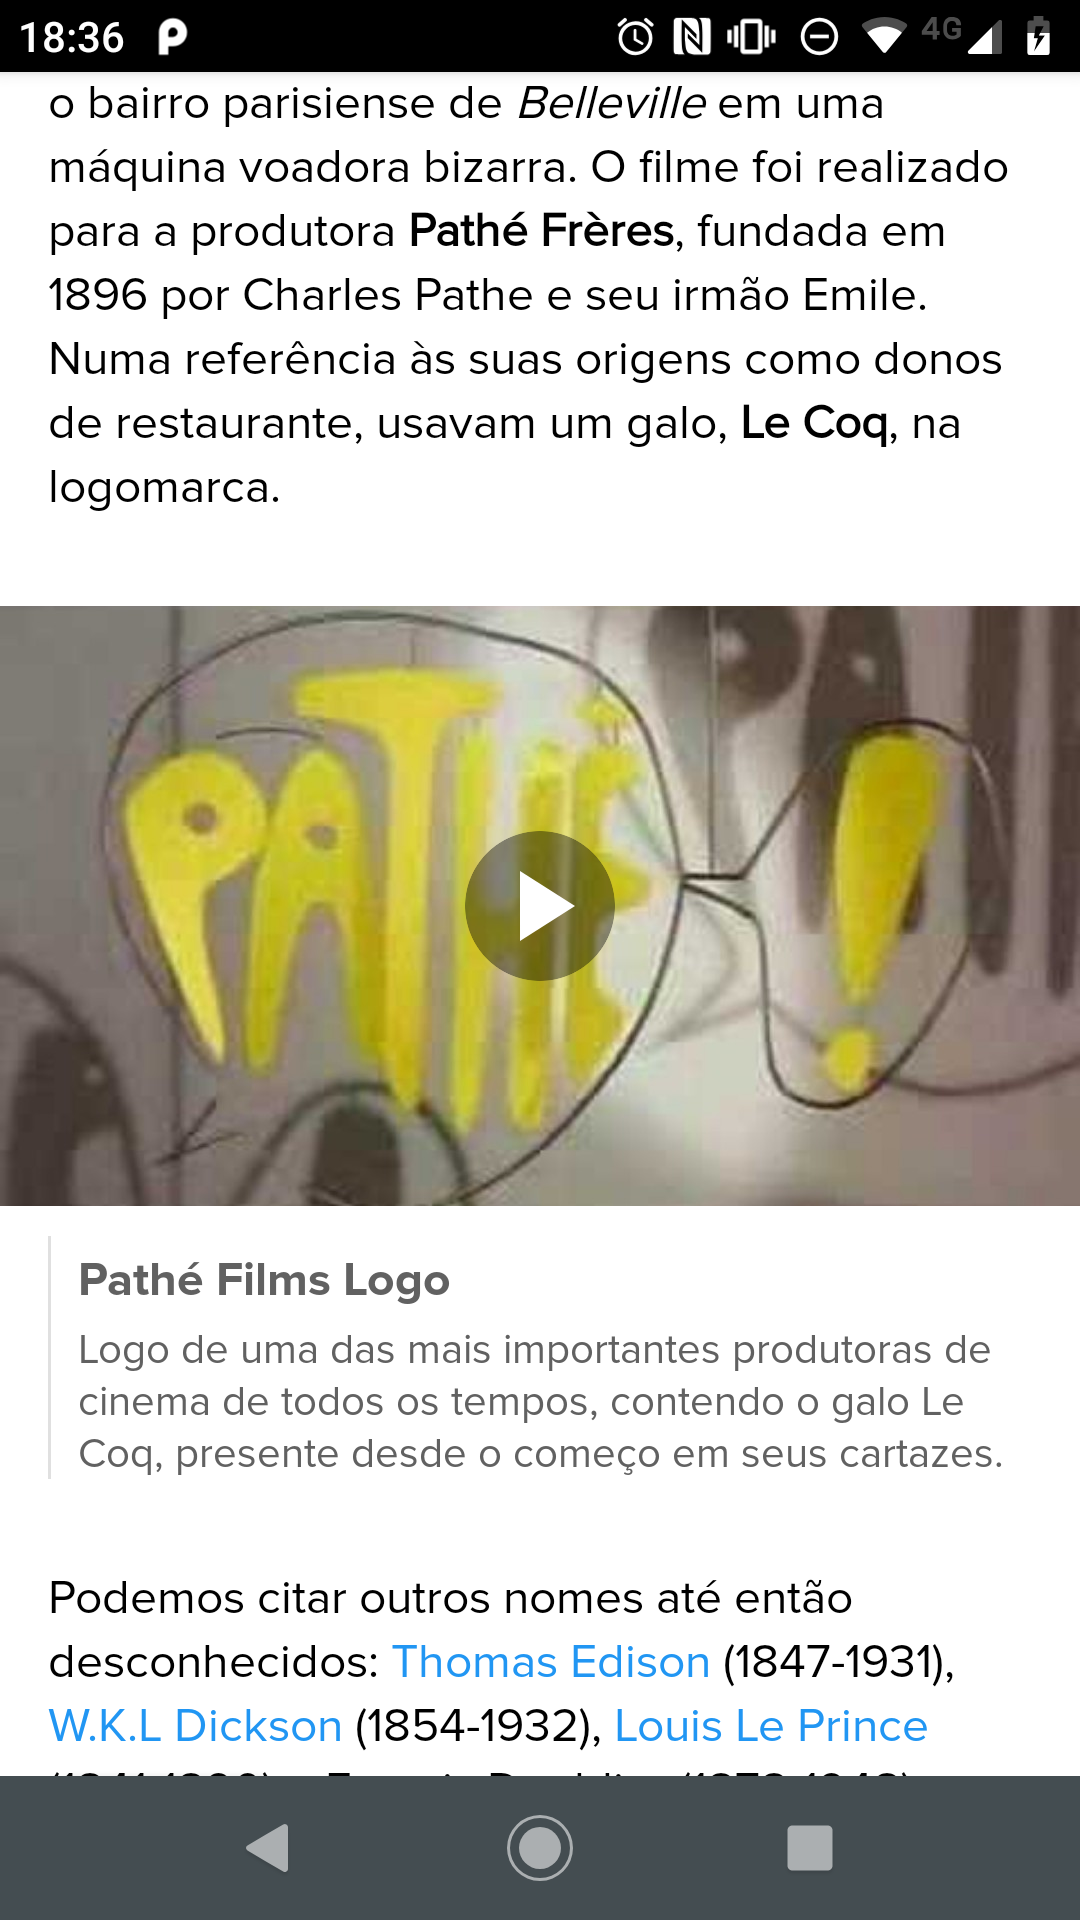 18:36
4G
o bairro parisiense de Belleville em uma
máquina voadora bizarra. O filme foi realizado
para a produtora Pathé Frères, fundada em
1896 por Charles Pathe e seu irmão Emile.
Numa referência às suas origens como donos
de restaurante, usavam um galo, Le Coq, na
logomarca.
PATHÉ !
Pathé Films Logo
Logo de uma das mais importantes produtoras de
cinema de todos os tempos, contendo o galo Le
Coq, presente desde o começo em seus cartazes.
Podemos citar outros nomes até então
desconhecidos: Thomas Edison (1847-1931),
W.K.L Dickson (1854-1932), Louis Le Prince